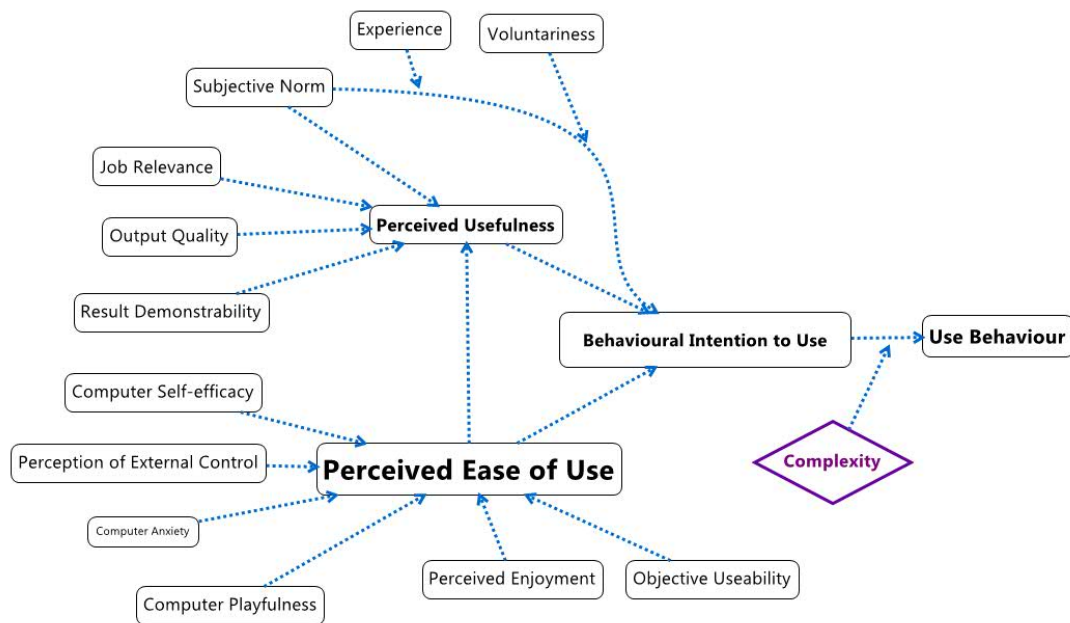 Experience
Voluntariness
Subjective Norm
Job Relevance
Perceived Usefulness
Output Quality
Result Demonstrability
Behavioural Intention to Use
Use Behaviour
Computer Self-efficacy
Perception of External Control
Perceived Ease of Use
Complexity
Computer Anxiety
Perceived Enjoyment
Objective Useability
Computer Playfulness